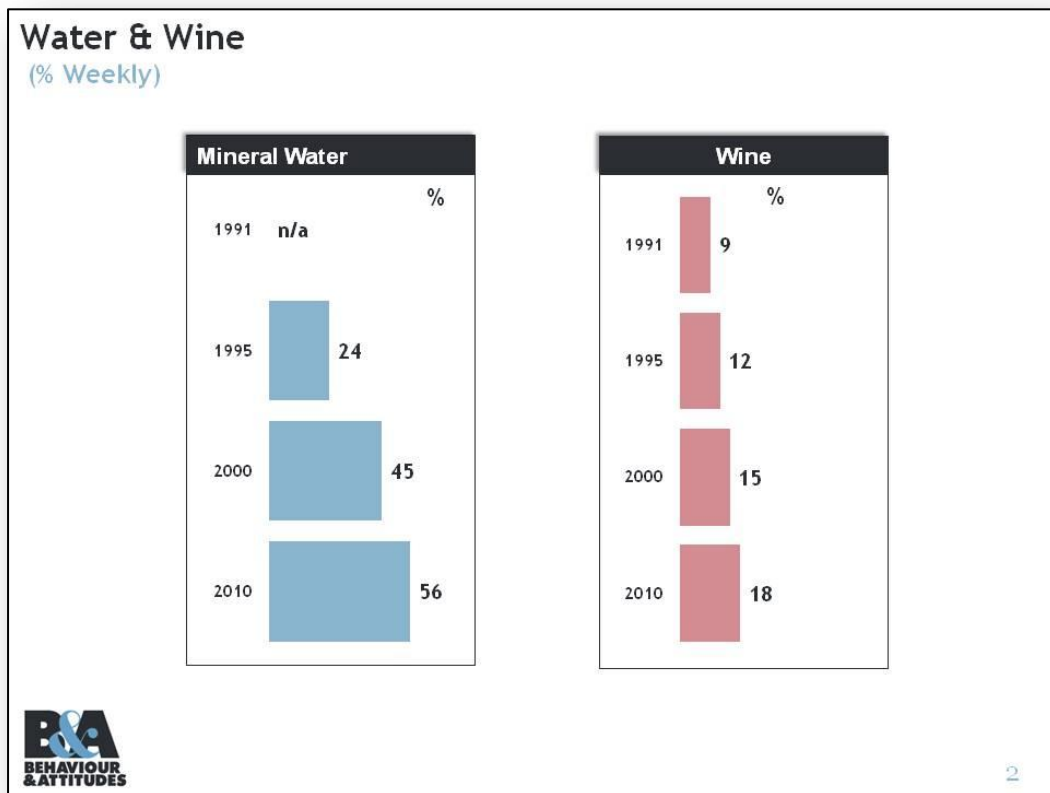 Water & Wine
(% Weekly)
Mineral Water
%
1991 n/a
1995 24
2000 45
2010 56
Wine
%
1991 9
1995 12
2000 15
2010 18
B&A
BEHAVIOUR
&ATTITUDES
2